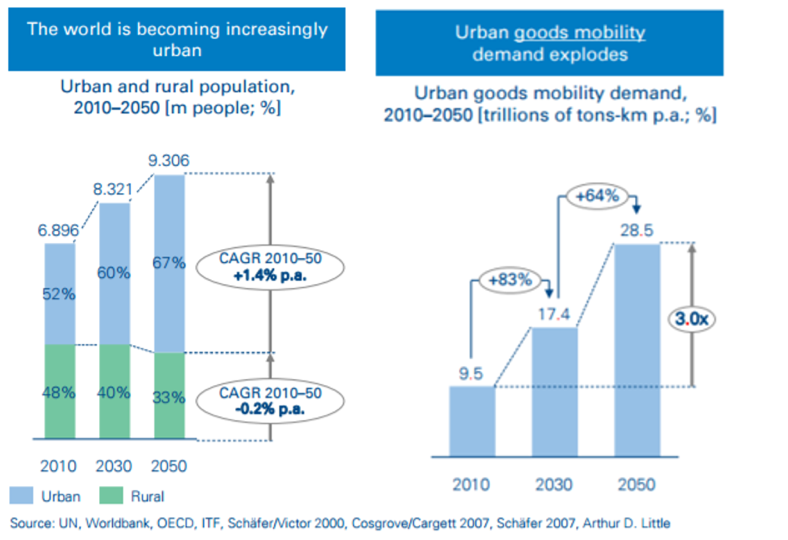 The world is becoming increasingly
urban
Urban and rural population,
2010–2050 [m people; %]
9.306
8.321
6.896
67%
60%
52%
CAGR 2010–50
+1.4% p.a.
48%
40%
33%
CAGR 2010–50
-0.2% p.a.
2010
2030
2050
Urban
Rural
Urban goods mobility
demand explodes
Urban goods mobility demand,
2010–2050 [trillions of tons-km p.a.; %]
+64%
28.5
+83%
17.4
3.0x
9.5
2010
2030
2050
Source: UN, Worldbank, OECD, ITF, Schäfer/Victor 2000, Cosgrove/Cargett 2007, Schäfer 2007, Arthur D. Little